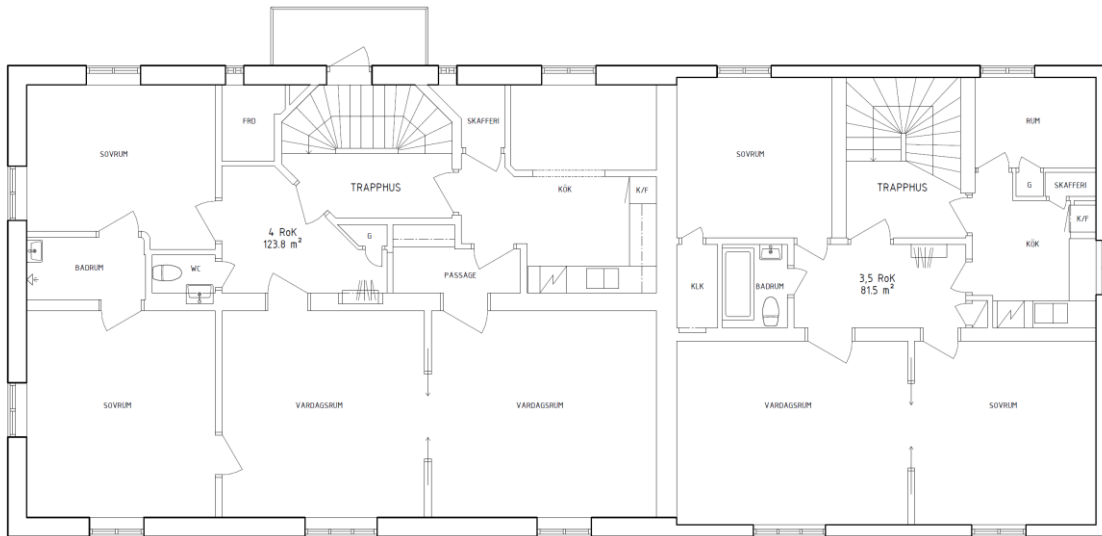 FRD
SKAFFERI
SOVRUM
SOVRUM
RUM
TRAPPHUS
KÖK
K/F
TRAPPHUS
G
SKAFFERI
K/F
4 RoK
123.8 m²
G
KÖK
BADRUM
WC
PASSAGE
KLK
BADRUM
3,5 RoK
81.5 m²
SOVRUM
VARDAGSRUM
VARDAGSRUM
VARDAGSRUM
SOVRUM